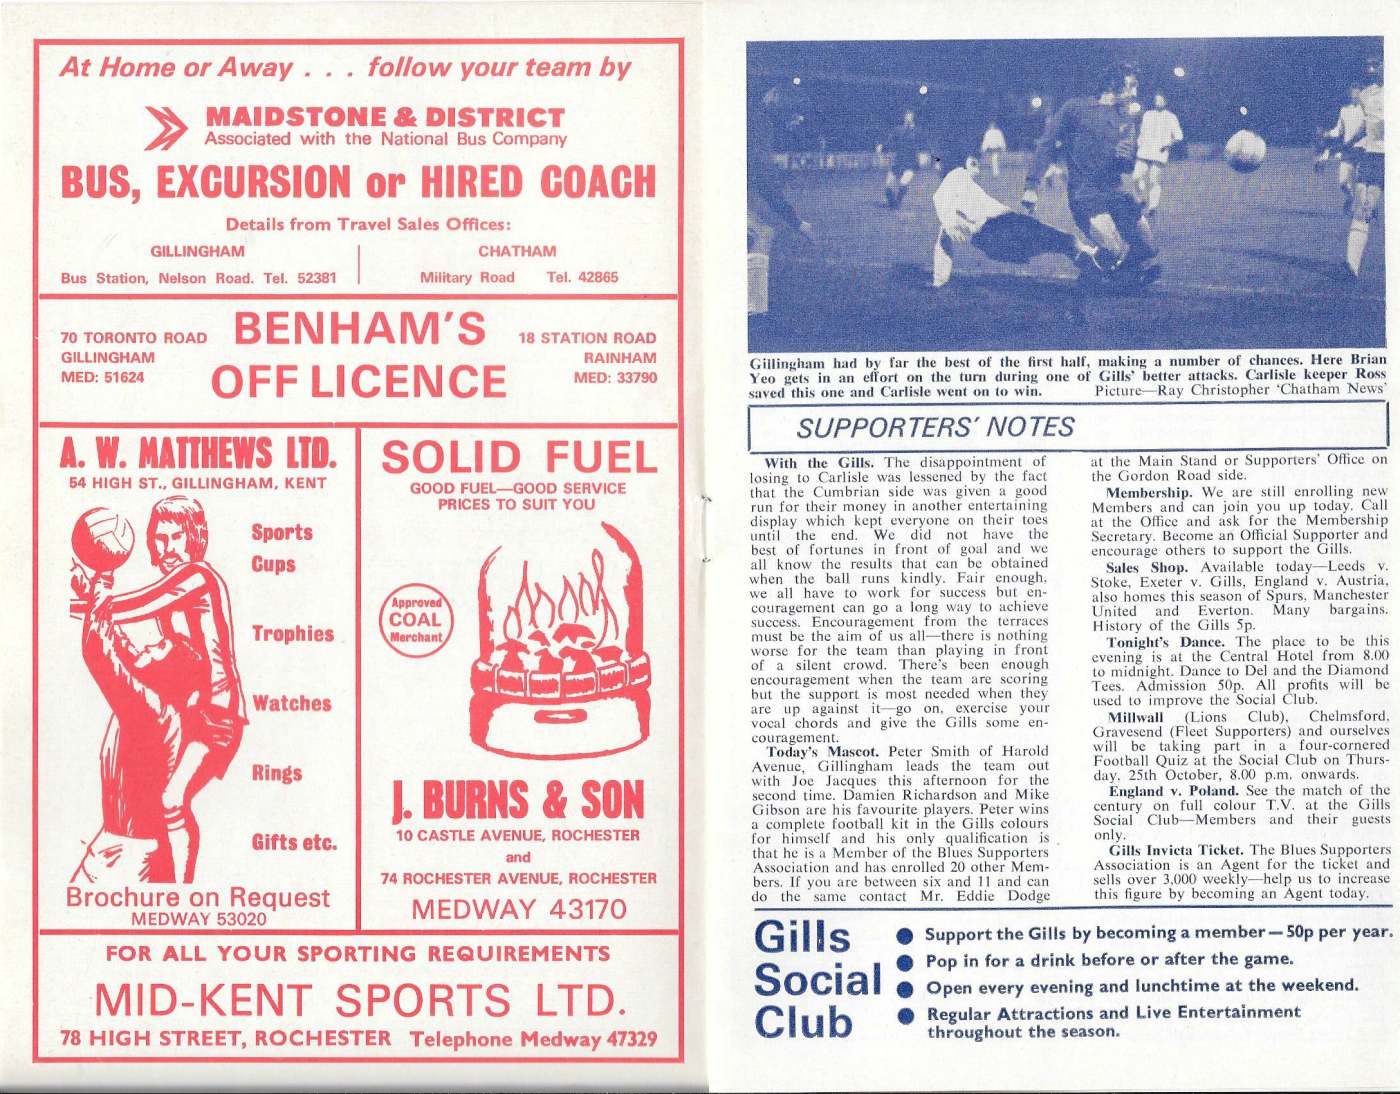 At Home or Away . . . follow your team by
MAIDSTONE & DISTRICT
Associated with the National Bus Company
BUS, EXCURSION or HIRED COACH
Details from Travel Sales Offices:
GILLINGHAM
Bus Station, Nelson Road. Tel. 52381
CHATHAM
Military Road Tel. 42865
70 TORONTO ROAD
GILLINGHAM
MED: 51624
BENHAM'S
OFF LICENCE
18 STATION ROAD
RAINHAM
MED: 33790
A. W. MATTHEWS LTD.
54 HIGH ST., GILLINGHAM, KENT
Sports
Cups
Trophies
Watches
Rings
Gifts etc.
Brochure on Request
MEDWAY 53020
SOLID FUEL
GOOD FUEL—GOOD SERVICE
PRICES TO SUIT YOU
Approved
COAL
Merchant
J. BURNS & SON
10 CASTLE AVENUE, ROCHESTER
and
74 ROCHESTER AVENUE, ROCHESTER
MEDWAY 43170
FOR ALL YOUR SPORTING REQUIREMENTS
MID-KENT SPORTS LTD.
78 HIGH STREET, ROCHESTER Telephone Medway 47329
Gillingham had by far the best of the first half, making a number of chances. Here Brian
Yeo gets in an effort on the turn during one of Gills' better attacks. Carlisle keeper Ross
saved this one and Carlisle went on to win. Picture—Ray Christopher 'Chatham News'
SUPPORTERS' NOTES
With the Gills. The disappointment of
losing to Carlisle was lessened by the fact
that the Cumbrian side was given a good
run for their money in another entertaining
display which kept everyone on their toes
until the end. We did not have the
best of fortunes in front of goal and we
all know the results that can be obtained
when the ball runs kindly. Fair enough,
we all have to work for success but en-
couragement can go a long way to achieve
success. Encouragement from the terraces
must be the aim of us all—there is nothing
worse for the team than playing in front
of a silent crowd. There's been enough
encouragement when the team are scoring
but the support is most needed when they
are up against it—go on, exercise your
vocal chords and give the Gills some en-
couragement.
Today's Mascot. Peter Smith of Harold
Avenue, Gillingham leads the team out
with Joe Jacques this afternoon for the
second time. Damien Richardson and Mike
Gibson are his favourite players. Peter wins
a complete football kit in the Gills colours
for himself and his only qualification is
that he is a Member of the Blues Supporters
Association and has enrolled 20 other Mem-
bers. If you are between six and 11 and can
do the same contact Mr. Eddie Dodge
at the Main Stand or Supporters' Office on
the Gordon Road side.
Membership. We are still enrolling new
Members and can join you up today. Call
at the Office and ask for the Membership
Secretary. Become an Official Supporter and
encourage others to support the Gills.
Sales Shop. Available today—Leeds v.
Stoke, Exeter v. Gills, England v. Austria,
also homes this season of Spurs, Manchester
United and Everton. Many bargains.
History of the Gills 5p.
Tonight's Dance. The place to be this
evening is at the Central Hotel from 8.00
to midnight. Dance to Del and the Diamond
Tees. Admission 50p. All profits will be
used to improve the Social Club.
Millwall (Lions Club), Chelmsford,
Gravesend (Fleet Supporters) and ourselves
will be taking part in a four-cornered
Football Quiz at the Social Club on Thurs-
day, 25th October, 8.00 p.m. onwards.
England v. Poland. See the match of the
century on full colour T.V. at the Gills
Social Club—Members and their guests
only.
Gills Invicta Ticket. The Blues Supporters
Association is an Agent for the ticket and
sells over 3,000 weekly—help us to increase
this figure by becoming an Agent today.
Gills
Social
Club
● Support the Gills by becoming a member — 50p per year.
● Pop in for a drink before or after the game.
● Open every evening and lunchtime at the weekend.
● Regular Attractions and Live Entertainment
throughout the season.